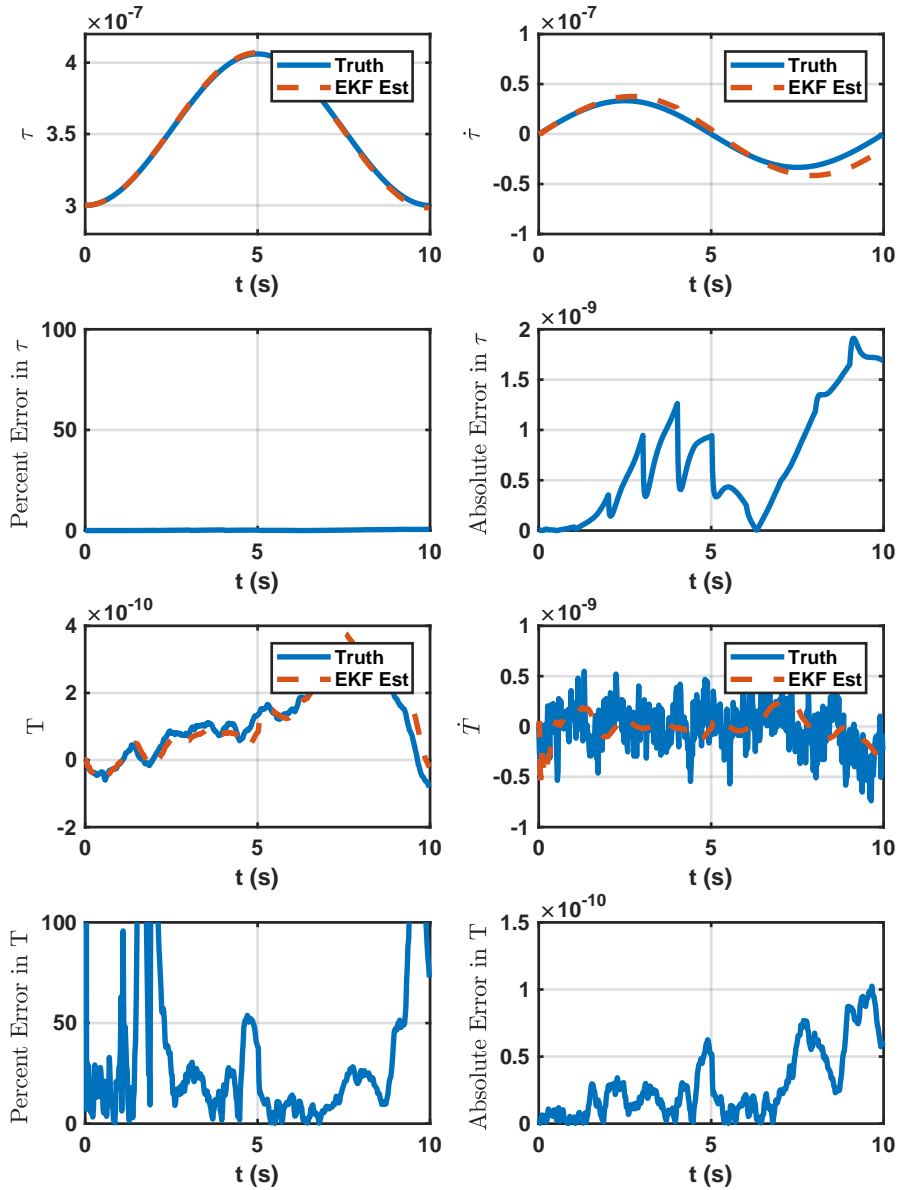 ×10-7
4
3.5
3
τ
0 5 10
t (s)
Truth
EKF Est
×10-7
1
0.5
0
-0.5
-1
τ̇
0 5 10
t (s)
Truth
EKF Est
100
50
0
Percent Error in τ
0 5 10
t (s)
×10-9
2
1.5
1
0.5
0
Absolute Error in τ
0 5 10
t (s)
×10-10
4
2
0
-2
T
0 5 10
t (s)
Truth
EKF Est
×10-9
1
0.5
0
-0.5
-1
Ṫ
0 5 10
t (s)
Truth
EKF Est
100
50
0
Percent Error in T
0 5 10
t (s)
×10-10
1.5
1
0.5
0
Absolute Error in T
0 5 10
t (s)